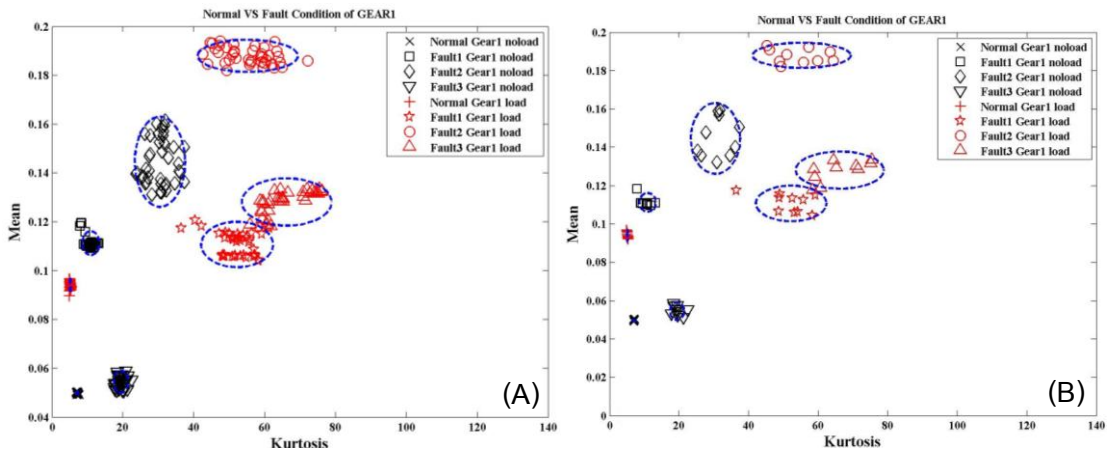 Normal VS Fault Condition of GEAR1
0.2
0.18
0.16
0.14
0.12
0.1
0.08
0.06
0.04
Mean
0
20
40
60
80
100
120
140
Kurtosis
Normal Gear1 noload
Fault1 Gear1 noload
Fault2 Gear1 noload
Fault3 Gear1 noload
Normal Gear1 load
Fault1 Gear1 load
Fault2 Gear1 load
Fault3 Gear1 load
(A)
Normal VS Fault Condition of GEAR1
0.2
0.18
0.16
0.14
0.12
0.1
0.08
0.06
0.04
0.02
0
Mean
0
20
40
60
80
100
120
140
Kurtosis
Normal Gear1 noload
Fault1 Gear1 noload
Fault2 Gear1 noload
Fault3 Gear1 noload
Normal Gear1 load
Fault1 Gear1 load
Fault2 Gear1 load
Fault3 Gear1 load
(B)